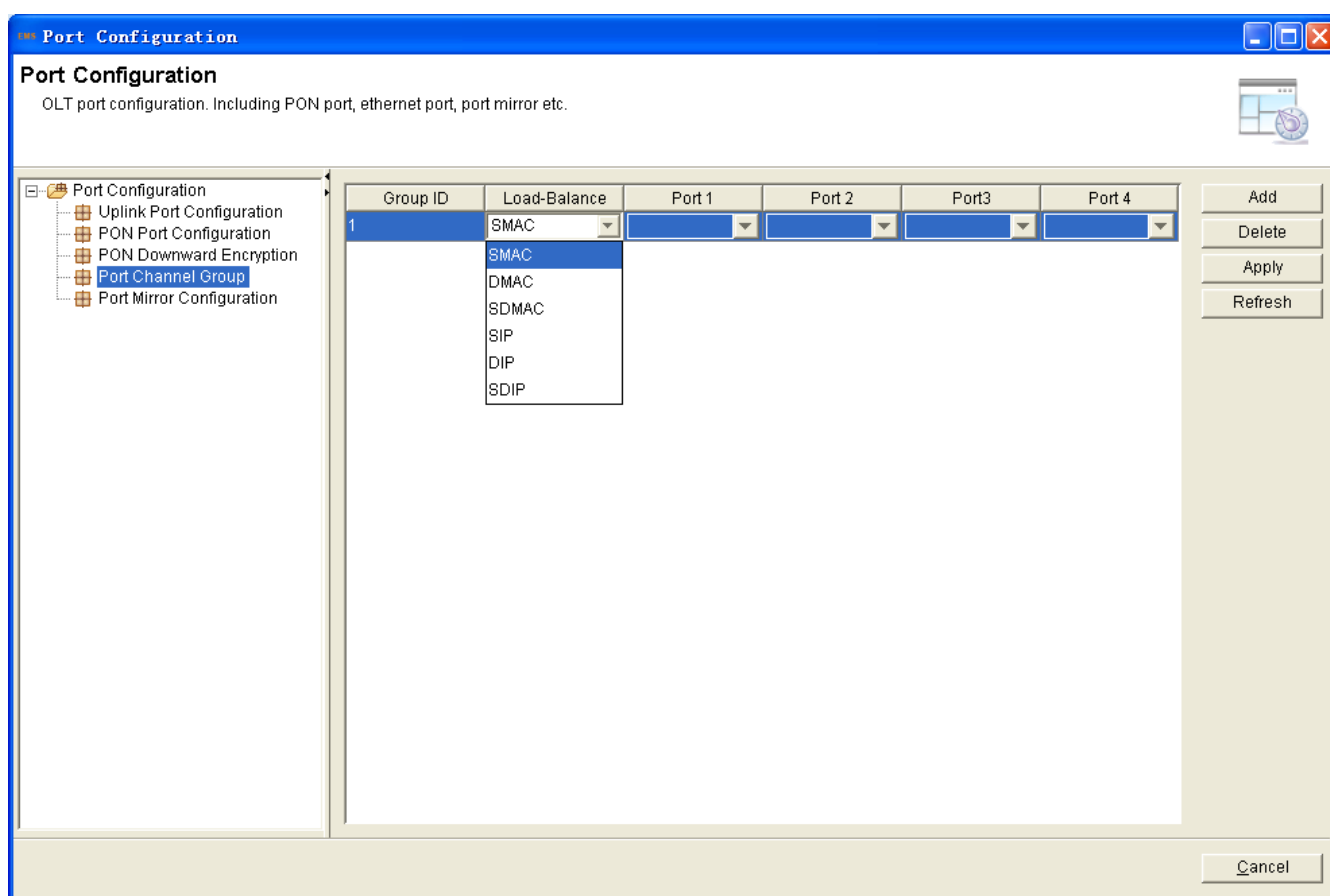 EMS Port Configuration
Port Configuration
OLT port configuration. Including PON port, ethernet port, port mirror etc.
Port Configuration
Uplink Port Configuration
PON Port Configuration
PON Downward Encryption
Port Channel Group
Port Mirror Configuration
Group ID Load-Balance Port 1 Port 2 Port3 Port 4
1 SMAC
SMAC
DMAC
SDMAC
SIP
DIP
SDIP
Add
Delete
Apply
Refresh
Cancel